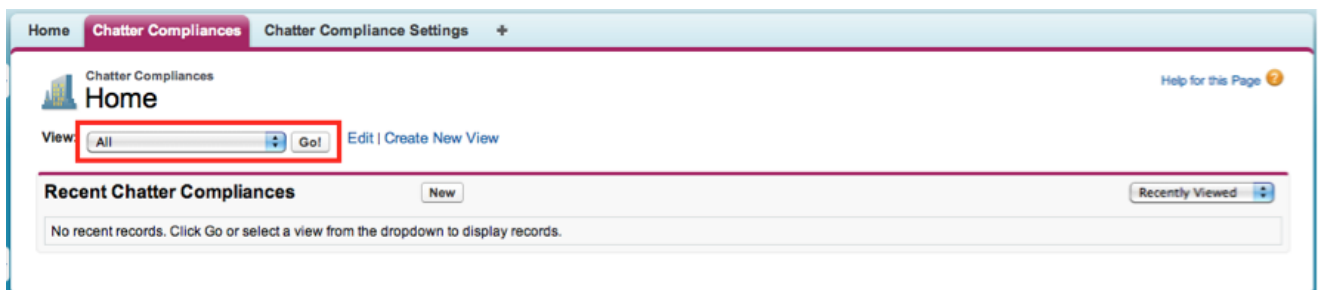 Home Chatter Compliances Chatter Compliance Settings +
Chatter Compliances
Home
Help for this Page ?
View: All Go! Edit | Create New View
Recent Chatter Compliances New Recently Viewed
No recent records. Click Go or select a view from the dropdown to display records.